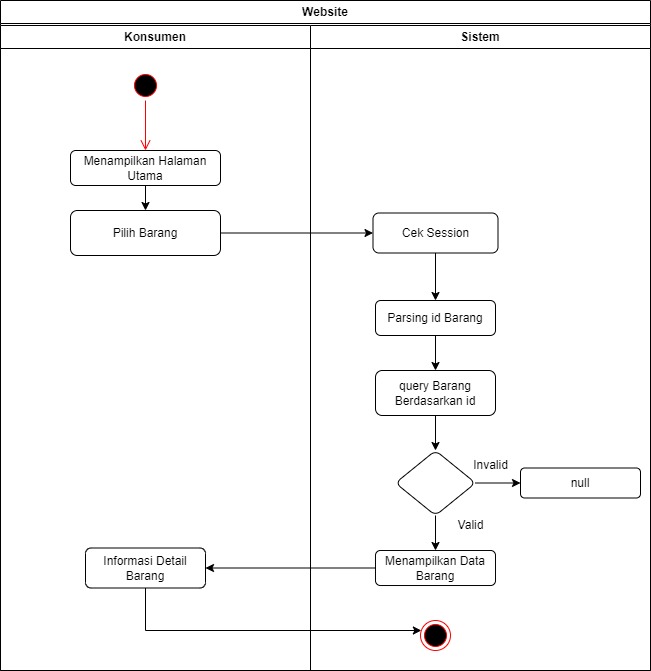 Website
Konsumen
Sistem
Menampilkan Halaman
Utama
Pilih Barang
Cek Session
Parsing id Barang
query Barang
Berdasarkan id
Invalid
null
Valid
Menampilkan Data
Barang
Informasi Detail
Barang